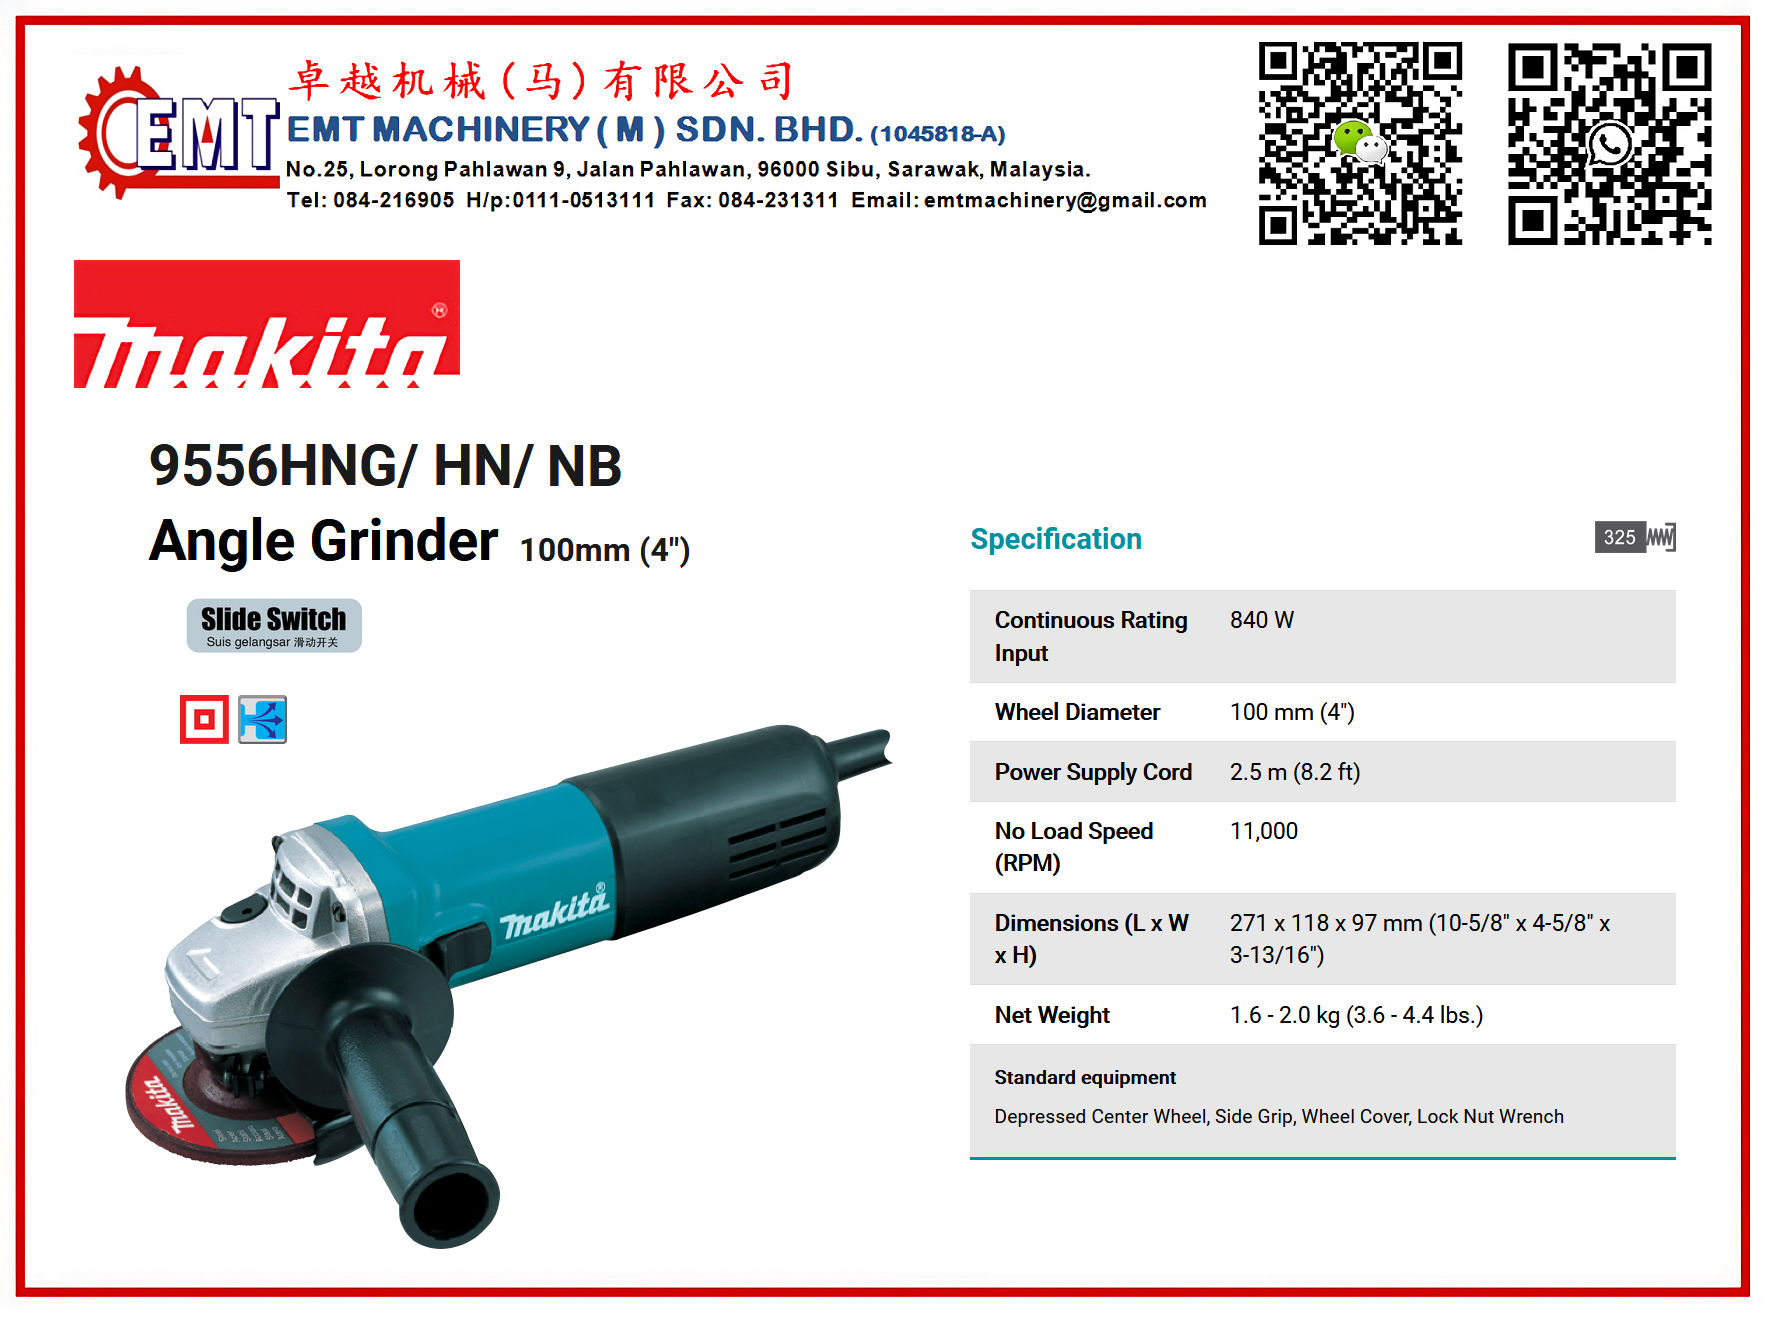 卓越机械(马)有限公司
EMT
EMT MACHINERY ( M ) SDN. BHD. (1045818-A)
No.25, Lorong Pahlawan 9, Jalan Pahlawan, 96000 Sibu, Sarawak, Malaysia.
Tel: 084-216905 H/p:0111-0513111 Fax: 084-231311 Email: emtmachinery@gmail.com
makita
9556HNG/ HN/ NB
Angle Grinder 100mm (4")
Slide Switch
Suis gelangsar 滑动开关
makita®
makita
Specification
325
Continuous Rating Input 840 W
Wheel Diameter 100 mm (4")
Power Supply Cord 2.5 m (8.2 ft)
No Load Speed (RPM) 11,000
Dimensions (L x W x H) 271 x 118 x 97 mm (10-5/8" x 4-5/8" x 3-13/16")
Net Weight 1.6 - 2.0 kg (3.6 - 4.4 lbs.)
Standard equipment
Depressed Center Wheel, Side Grip, Wheel Cover, Lock Nut Wrench